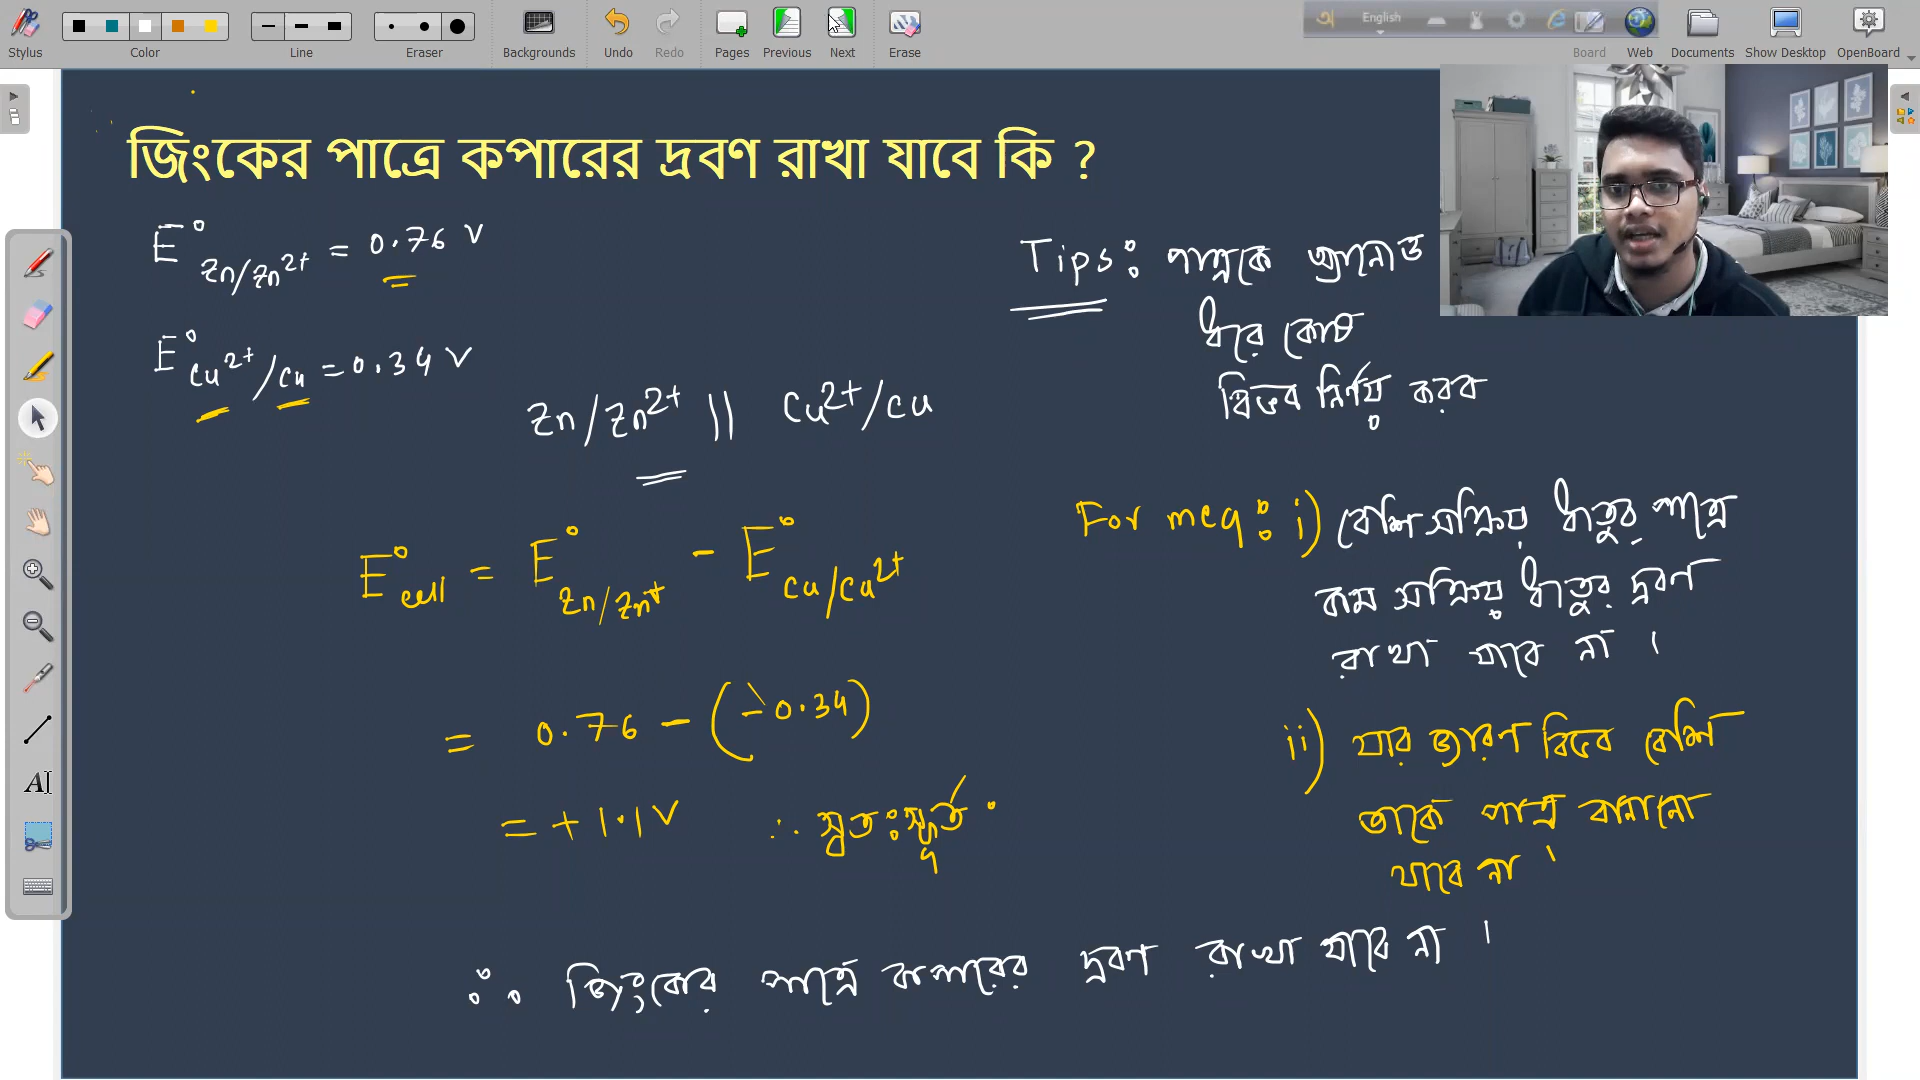 Stylus
Color
Line
Eraser
Backgrounds
Undo
Redo
Pages
Previous
Next
Erase
English
Board
Web
Documents
Show Desktop
OpenBoard
জিংকের পাত্রে কপারের দ্রবণ রাখা যাবে কি ?
E° Zn/Zn2+ = 0.76 V
E° Cu2+/Cu = 0.34 V
Zn/Zn2+ || Cu2+/Cu
E°cell = E° Zn/Zn+ - E° Cu/Cu2+
= 0.76 - (-0.34)
= + 1.1 V ∴ স্বতঃস্ফূর্ত
Tips: পাত্রকে অ্যানোড
ধরে কোষ
বিভব নির্ণয় করব
For mcq: i) বেশি সক্রিয় ধাতুর পাত্রে
কম সক্রিয় ধাতুর দ্রবণ
রাখা যাবে না ।
ii) যার জারণ বিভব বেশি
তাকে পাত্র বানানো
যাবে না ।
∴ জিংকের পাত্রে কপারের দ্রবণ রাখা যাবে না ।